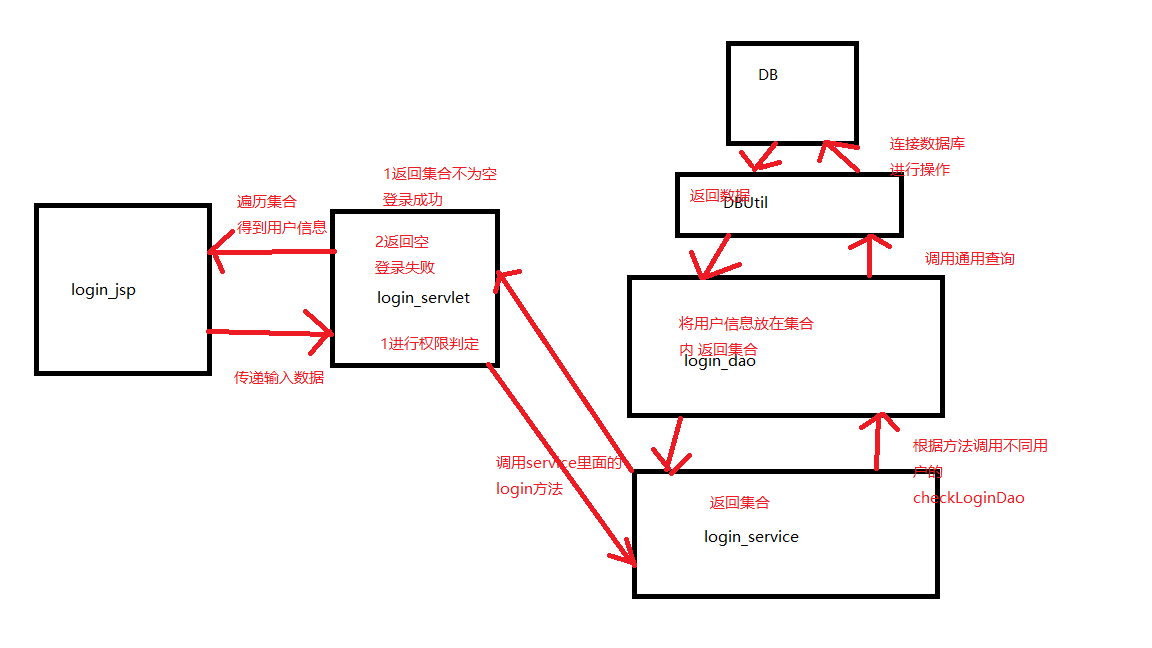 DB
连接数据库
进行操作
返回数据
DBUtil
1返回集合不为空
登录成功
遍历集合
得到用户信息
2返回空
登录失败
login_jsp
login_servlet
1进行权限判定
传递输入数据
调用通用查询
将用户信息放在集合
内 返回集合
login_dao
调用service里面的
login方法
根据方法调用不同用
户的
checkLoginDao
返回集合
login_service